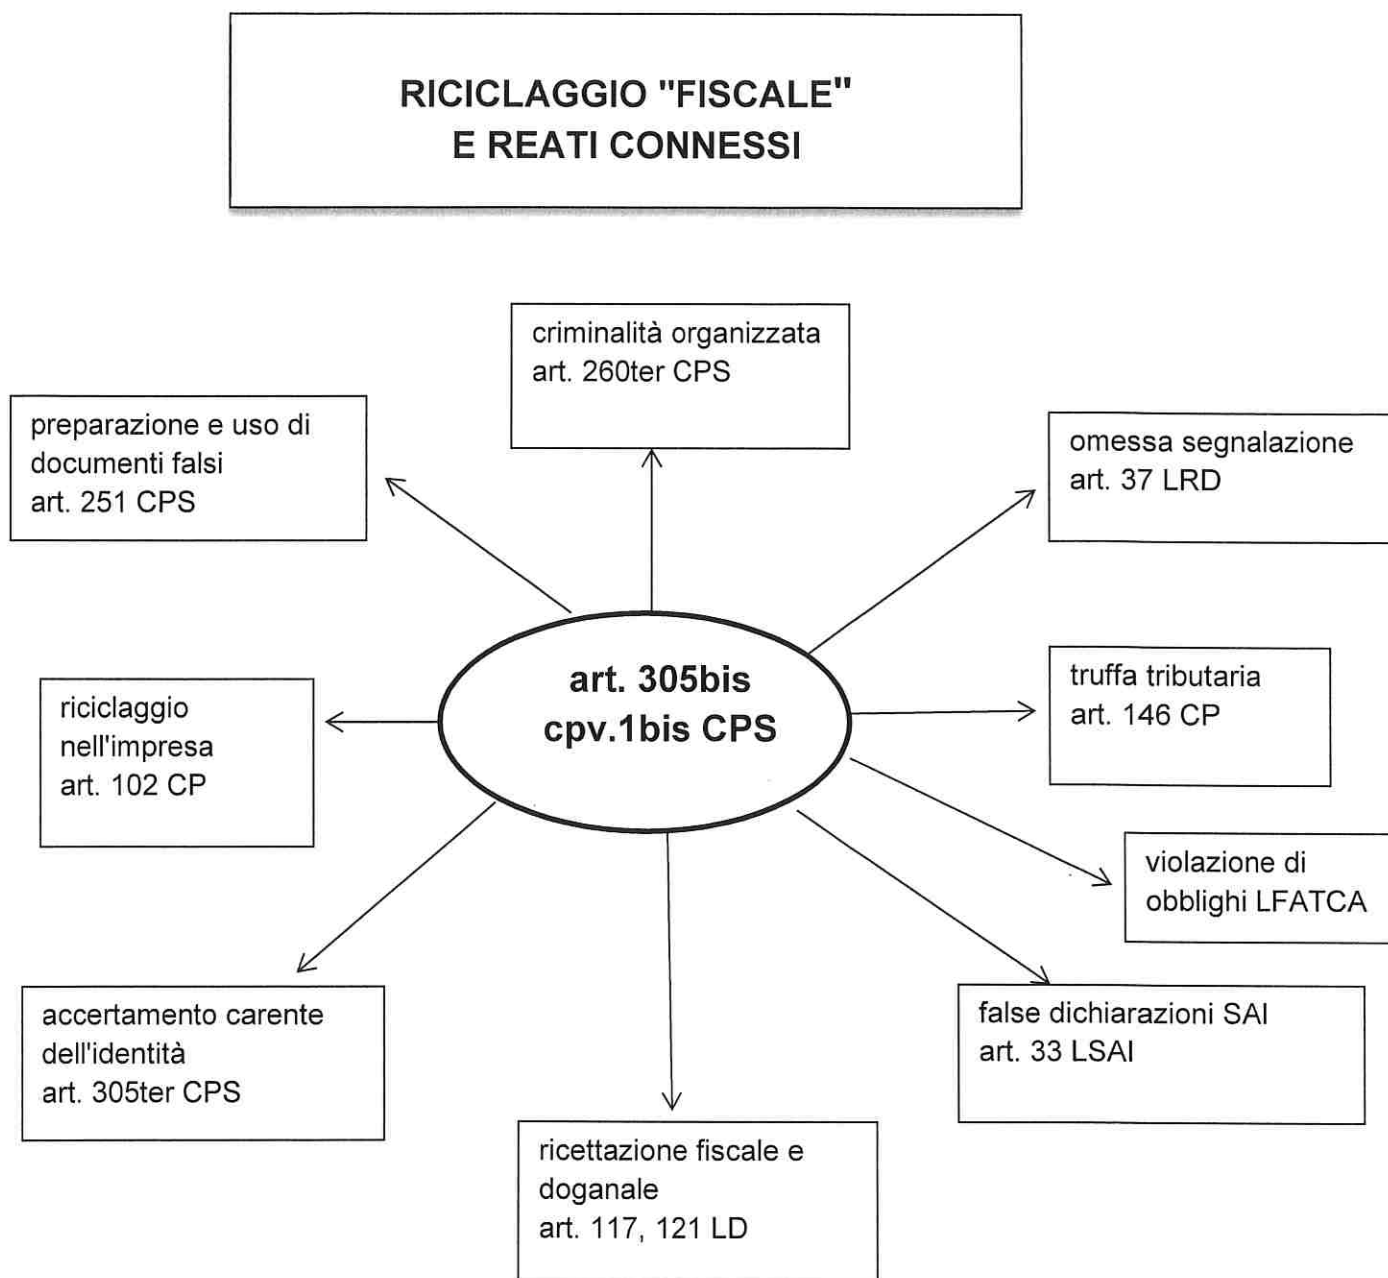 RICICLAGGIO "FISCALE"
E REATI CONNESSI
criminalità organizzata
art. 260ter CPS
preparazione e uso di
documenti falsi
art. 251 CPS
omessa segnalazione
art. 37 LRD
art. 305bis
cpv.1bis CPS
riciclaggio
nell'impresa
art. 102 CP
truffa tributaria
art. 146 CP
violazione di
obblighi LFATCA
accertamento carente
dell'identità
art. 305ter CPS
false dichiarazioni SAI
art. 33 LSAI
ricettazione fiscale e
doganale
art. 117, 121 LD